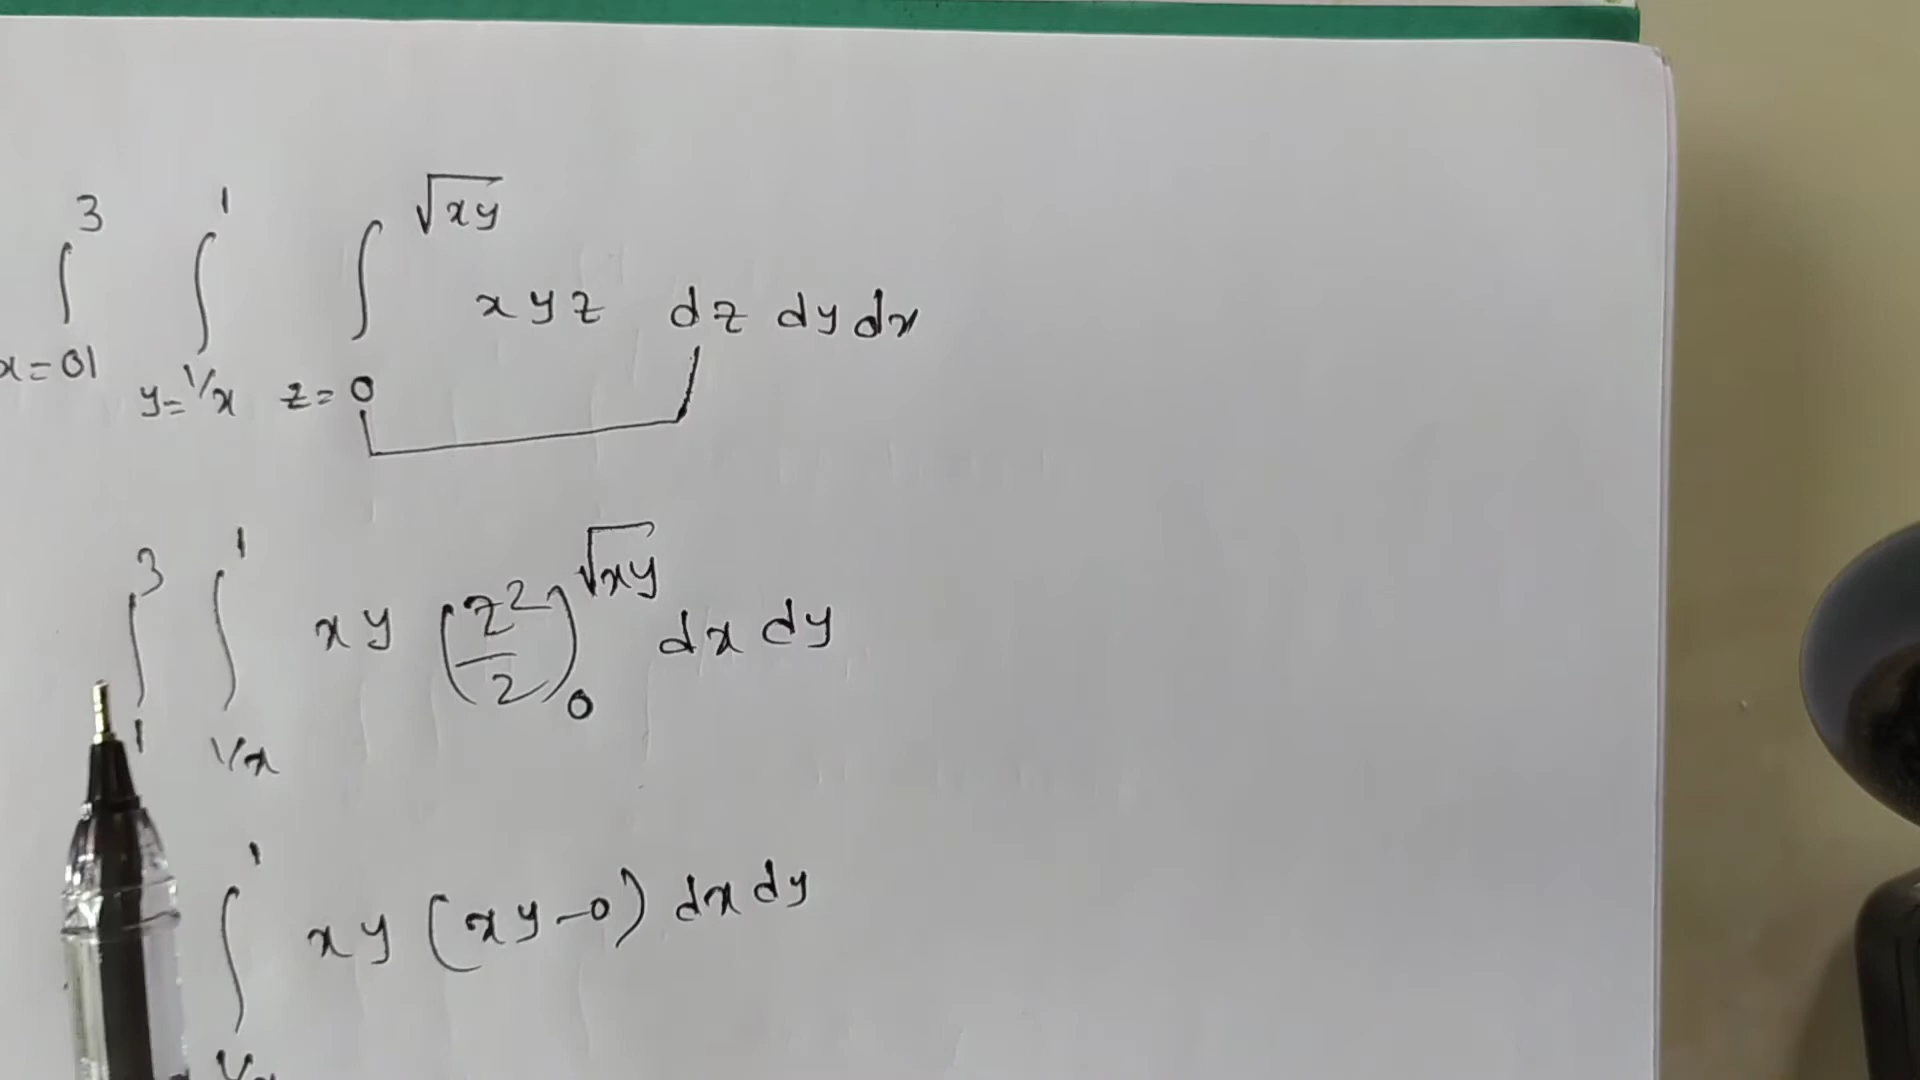 3 1 √xy
∫ ∫ ∫ x y z dz dy dx
x=01 y=1/x z=0
3 1 √xy
∫ ∫ xy (z²/2) dx dy
1 1/x 0
1
∫ xy (xy-0) dx dy